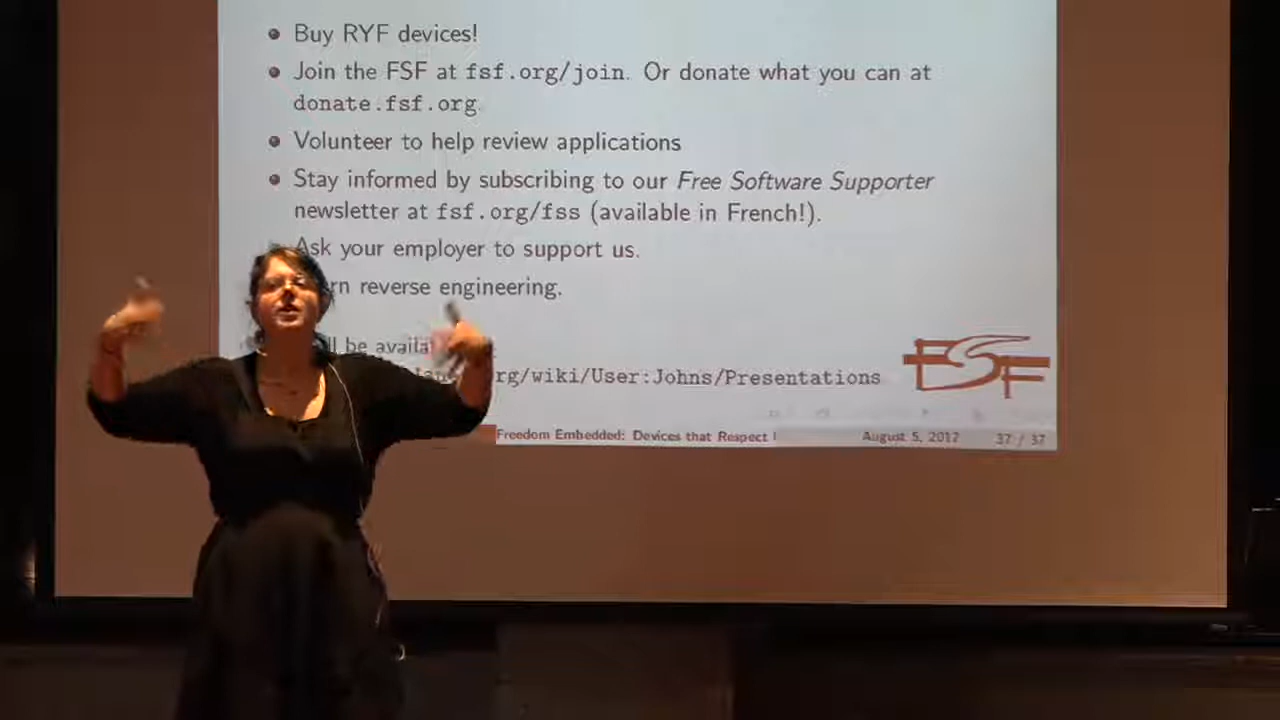 Buy RYF devices!
Join the FSF at fsf.org/join. Or donate what you can at
donate.fsf.org.
Volunteer to help review applications
Stay informed by subscribing to our Free Software Supporter
newsletter at fsf.org/fss (available in French!).
Ask your employer to support us.
rn reverse engineering.
ll be availa
rg/wiki/User:Johns/Presentations
FSF
Freedom Embedded: Devices that Respect
August 5, 2017 37 / 37